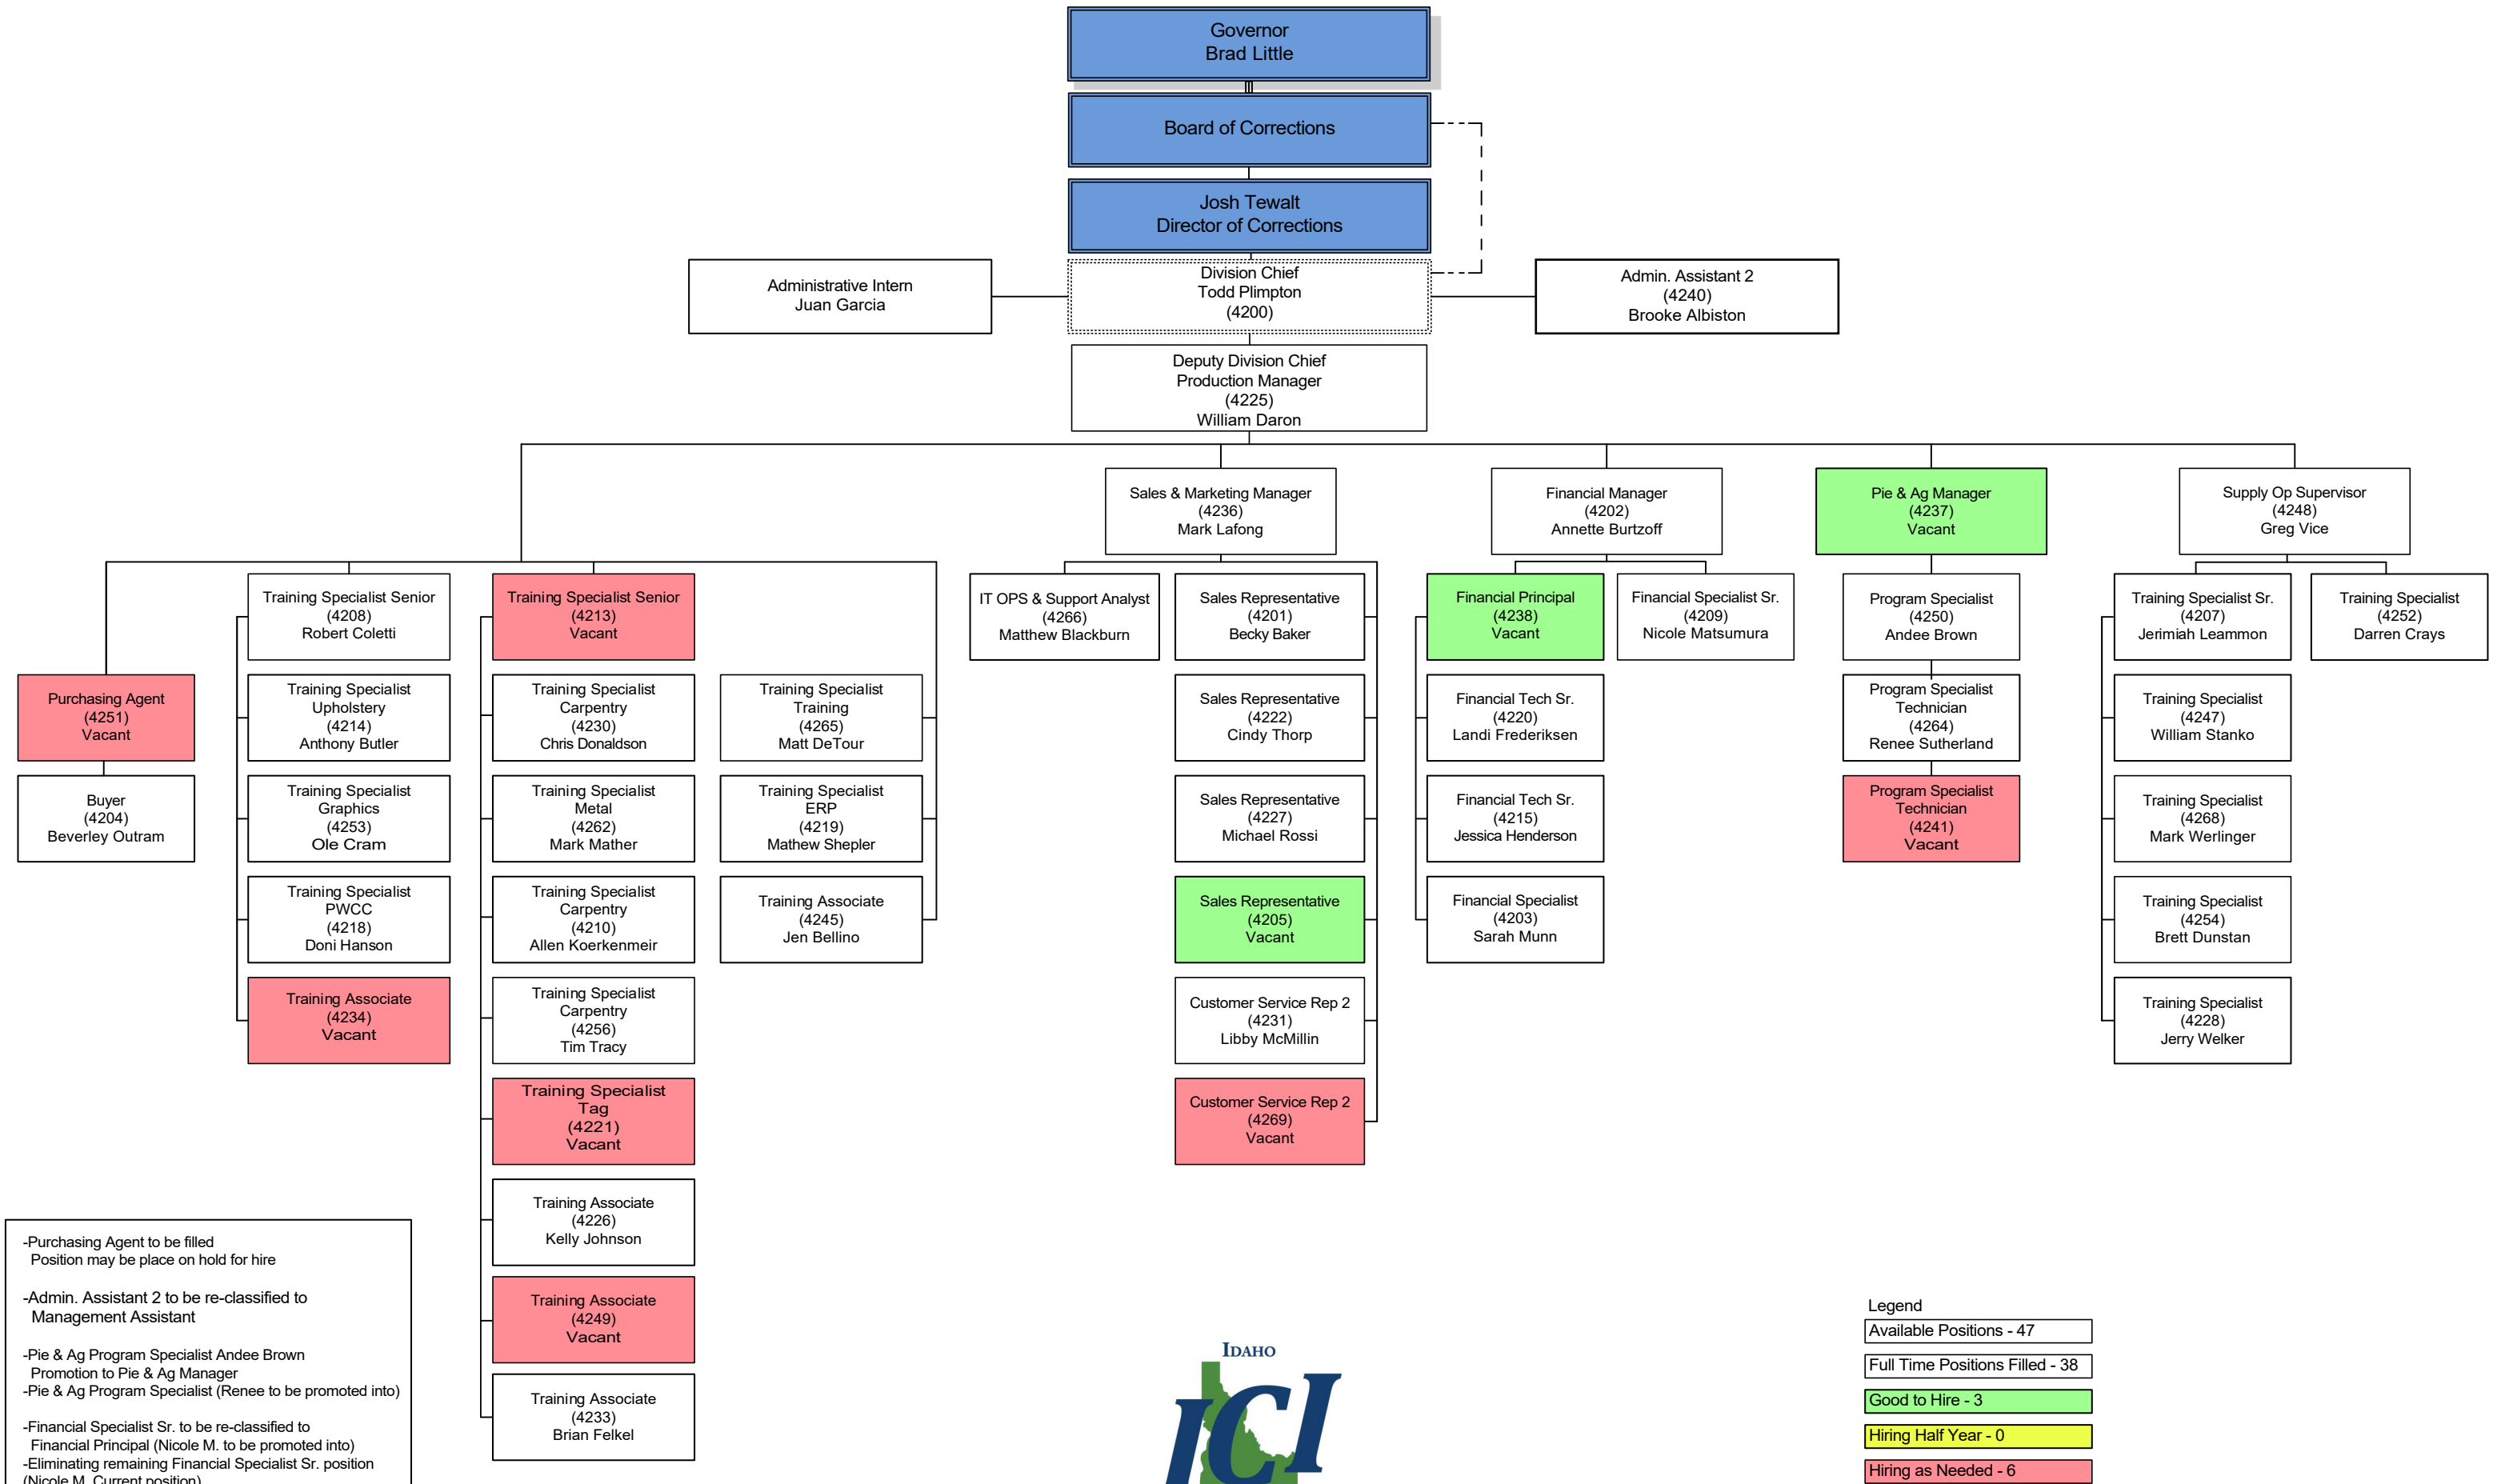 Governor
Brad Little
Board of Corrections
Josh Tewalt
Director of Corrections
Administrative Intern
Juan Garcia
Division Chief
Todd Plimpton
(4200)
Admin. Assistant 2
(4240)
Brooke Albiston
Deputy Division Chief
Production Manager
(4225)
William Daron
Sales & Marketing Manager
(4236)
Mark Lafong
Financial Manager
(4202)
Annette Burtzoff
Pie & Ag Manager
(4237)
Vacant
Supply Op Supervisor
(4248)
Greg Vice
Purchasing Agent
(4251)
Vacant
Buyer
(4204)
Beverley Outram
Training Specialist Senior
(4208)
Robert Coletti
Training Specialist
Upholstery
(4214)
Anthony Butler
Training Specialist
Graphics
(4253)
Ole Cram
Training Specialist
PWCC
(4218)
Doni Hanson
Training Associate
(4234)
Vacant
Training Specialist Senior
(4213)
Vacant
Training Specialist
Carpentry
(4230)
Chris Donaldson
Training Specialist
Metal
(4262)
Mark Mather
Training Specialist
Carpentry
(4210)
Allen Koerkenmeir
Training Specialist
Carpentry
(4256)
Tim Tracy
Training Specialist
Tag
(4221)
Vacant
Training Associate
(4226)
Kelly Johnson
Training Associate
(4249)
Vacant
Training Associate
(4233)
Brian Felkel
Training Specialist
Training
(4265)
Matt DeTour
Training Specialist
ERP
(4219)
Mathew Shepler
Training Associate
(4245)
Jen Bellino
IT OPS & Support Analyst
(4266)
Matthew Blackburn
Sales Representative
(4201)
Becky Baker
Sales Representative
(4222)
Cindy Thorp
Sales Representative
(4227)
Michael Rossi
Sales Representative
(4205)
Vacant
Customer Service Rep 2
(4231)
Libby McMillin
Customer Service Rep 2
(4269)
Vacant
Financial Principal
(4238)
Vacant
Financial Tech Sr.
(4220)
Landi Frederiksen
Financial Tech Sr.
(4215)
Jessica Henderson
Financial Specialist
(4203)
Sarah Munn
Financial Specialist Sr.
(4209)
Nicole Matsumura
Program Specialist
(4250)
Andee Brown
Program Specialist
Technician
(4264)
Renee Sutherland
Program Specialist
Technician
(4241)
Vacant
Training Specialist Sr.
(4207)
Jerimiah Leammon
Training Specialist
(4247)
William Stanko
Training Specialist
(4268)
Mark Werlinger
Training Specialist
(4254)
Brett Dunstan
Training Specialist
(4228)
Jerry Welker
Training Specialist
(4252)
Darren Crays
-Purchasing Agent to be filled
Position may be place on hold for hire
-Admin. Assistant 2 to be re-classified to
Management Assistant
-Pie & Ag Program Specialist Andee Brown
Promotion to Pie & Ag Manager
-Pie & Ag Program Specialist (Renee to be promoted into)
-Financial Specialist Sr. to be re-classified to
Financial Principal (Nicole M. to be promoted into)
-Eliminating remaining Financial Specialist Sr. position
(Nicole M. Current position)
IDAHO
ICI
Legend
Available Positions - 47
Full Time Positions Filled - 38
Good to Hire - 3
Hiring Half Year - 0
Hiring as Needed - 6